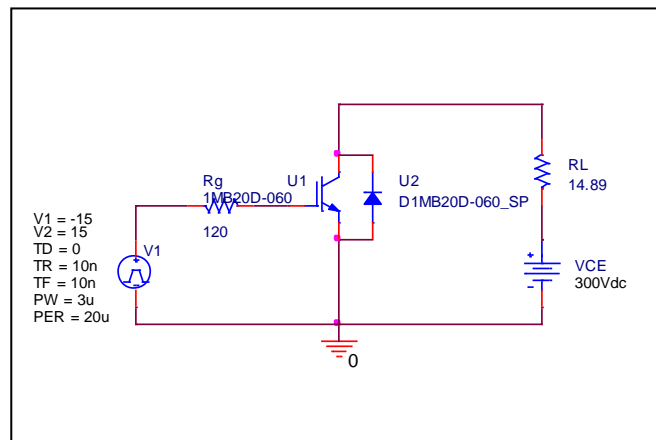 Rg
U1
1MB20D-060
120
U2
D1MB20D-060_SP
RL
14.89
V1 = -15
V2 = 15
TD = 0
TR = 10n
TF = 10n
PW = 3u
PER = 20u
V1
+
-
+
-
VCE
300Vdc
0